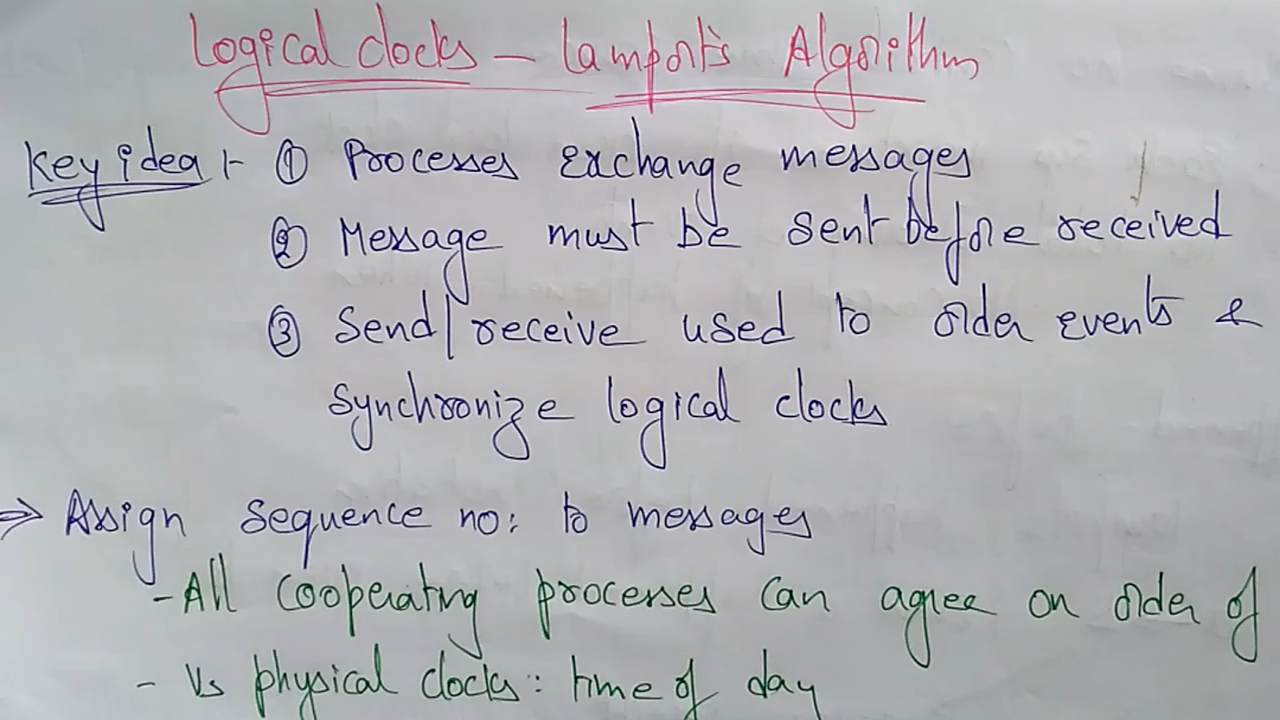 Logical clocks – Lamport's Algorithm
Key idea :- ① Processes exchange messages
② Message must be sent before received
③ Send/receive used to order events &
synchronize logical clocks
⇒ Assign sequence no: to messages
- All cooperating processes can agree on order of
- Vs physical clocks: time of day